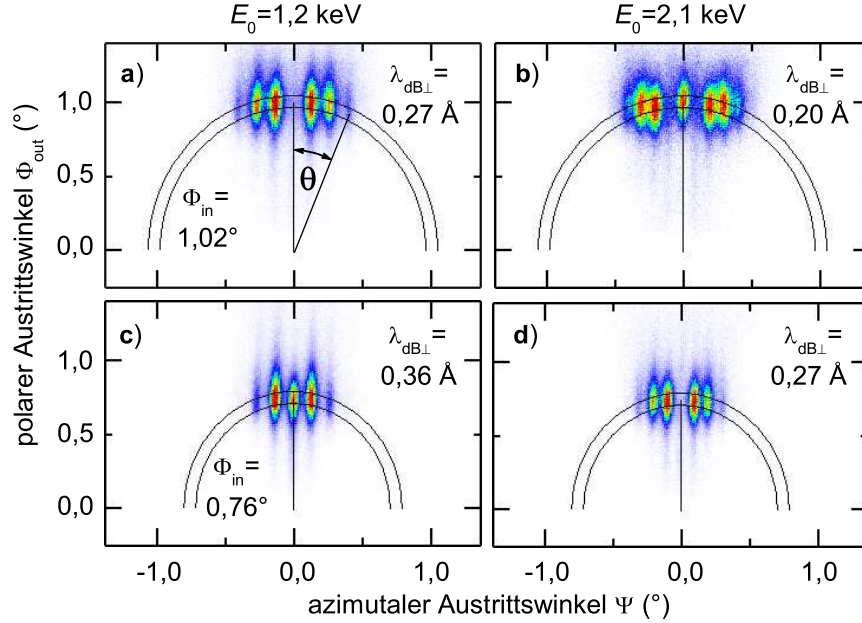 E₀=1,2 keV
E₀=2,1 keV
a)
λdB⊥=
0,27 Å
b)
λdB⊥=
0,20 Å
1,0
0,5
0,0
θ
Φin=
1,02°
c)
λdB⊥=
0,36 Å
d)
λdB⊥=
0,27 Å
1,0
0,5
0,0
Φin=
0,76°
-1,0
0,0
1,0
-1,0
0,0
1,0
polarer Austrittswinkel Φout (°)
azimutaler Austrittswinkel Ψ (°)